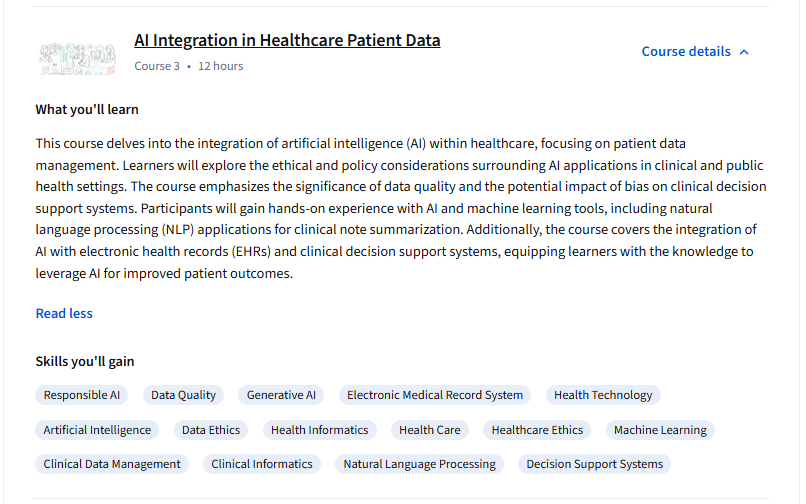 AI Integration in Healthcare Patient Data
Course details
Course 3 • 12 hours
What you'll learn
This course delves into the integration of artificial intelligence (AI) within healthcare, focusing on patient data
management. Learners will explore the ethical and policy considerations surrounding AI applications in clinical and public
health settings. The course emphasizes the significance of data quality and the potential impact of bias on clinical decision
support systems. Participants will gain hands-on experience with AI and machine learning tools, including natural
language processing (NLP) applications for clinical note summarization. Additionally, the course covers the integration of
AI with electronic health records (EHRs) and clinical decision support systems, equipping learners with the knowledge to
leverage AI for improved patient outcomes.
Read less
Skills you'll gain
Responsible AI Data Quality Generative AI Electronic Medical Record System Health Technology
Artificial Intelligence Data Ethics Health Informatics Health Care Healthcare Ethics Machine Learning
Clinical Data Management Clinical Informatics Natural Language Processing Decision Support Systems